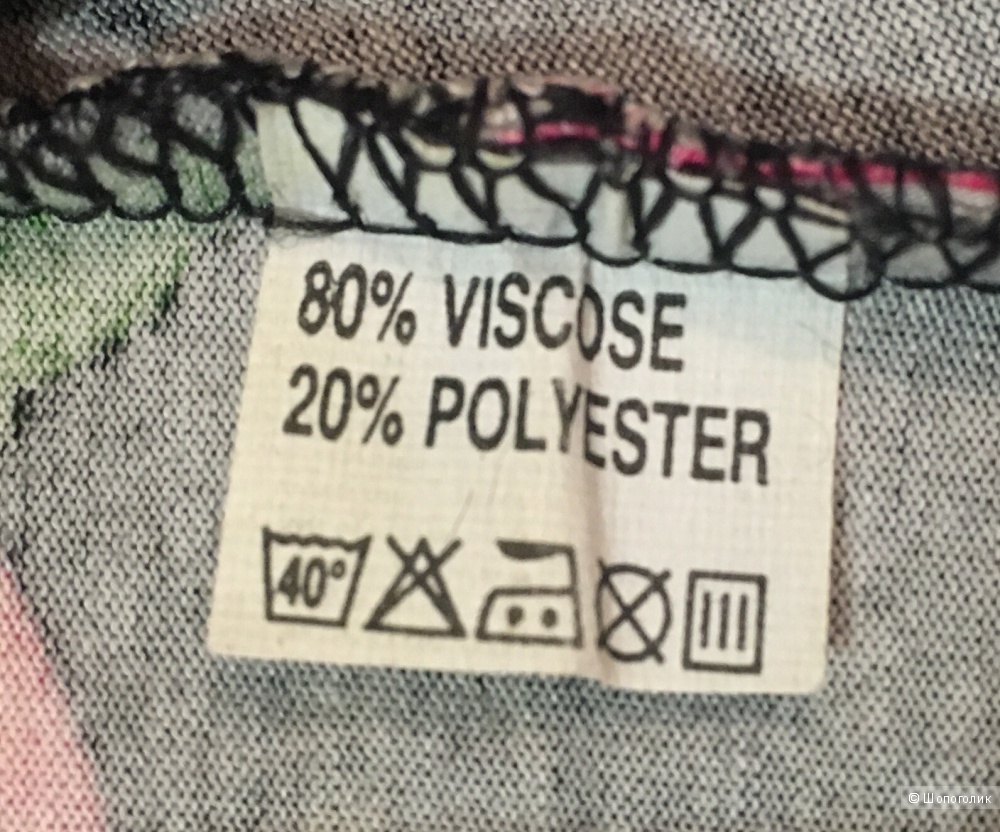 80% VISCOSE
20% POLYESTER
40°
© Шопоголик